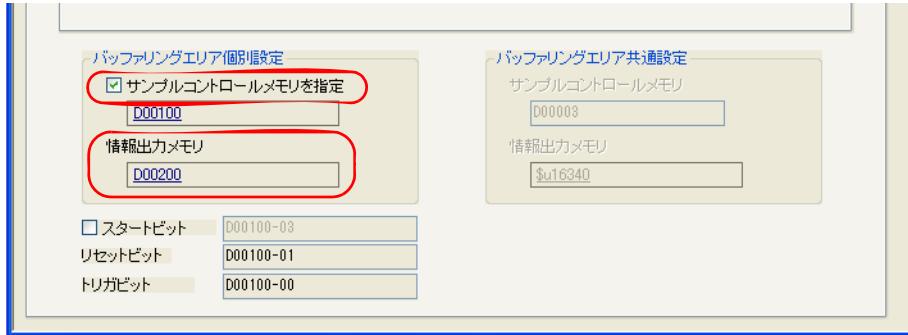 バッファリングエリア個別設定
サンプルコントロールメモリを指定
D00100
情報出力メモリ
D00200
バッファリングエリア共通設定
サンプルコントロールメモリ
D00003
情報出力メモリ
$u16340
スタートビット D00100-03
リセットビット D00100-01
トリガビット D00100-00